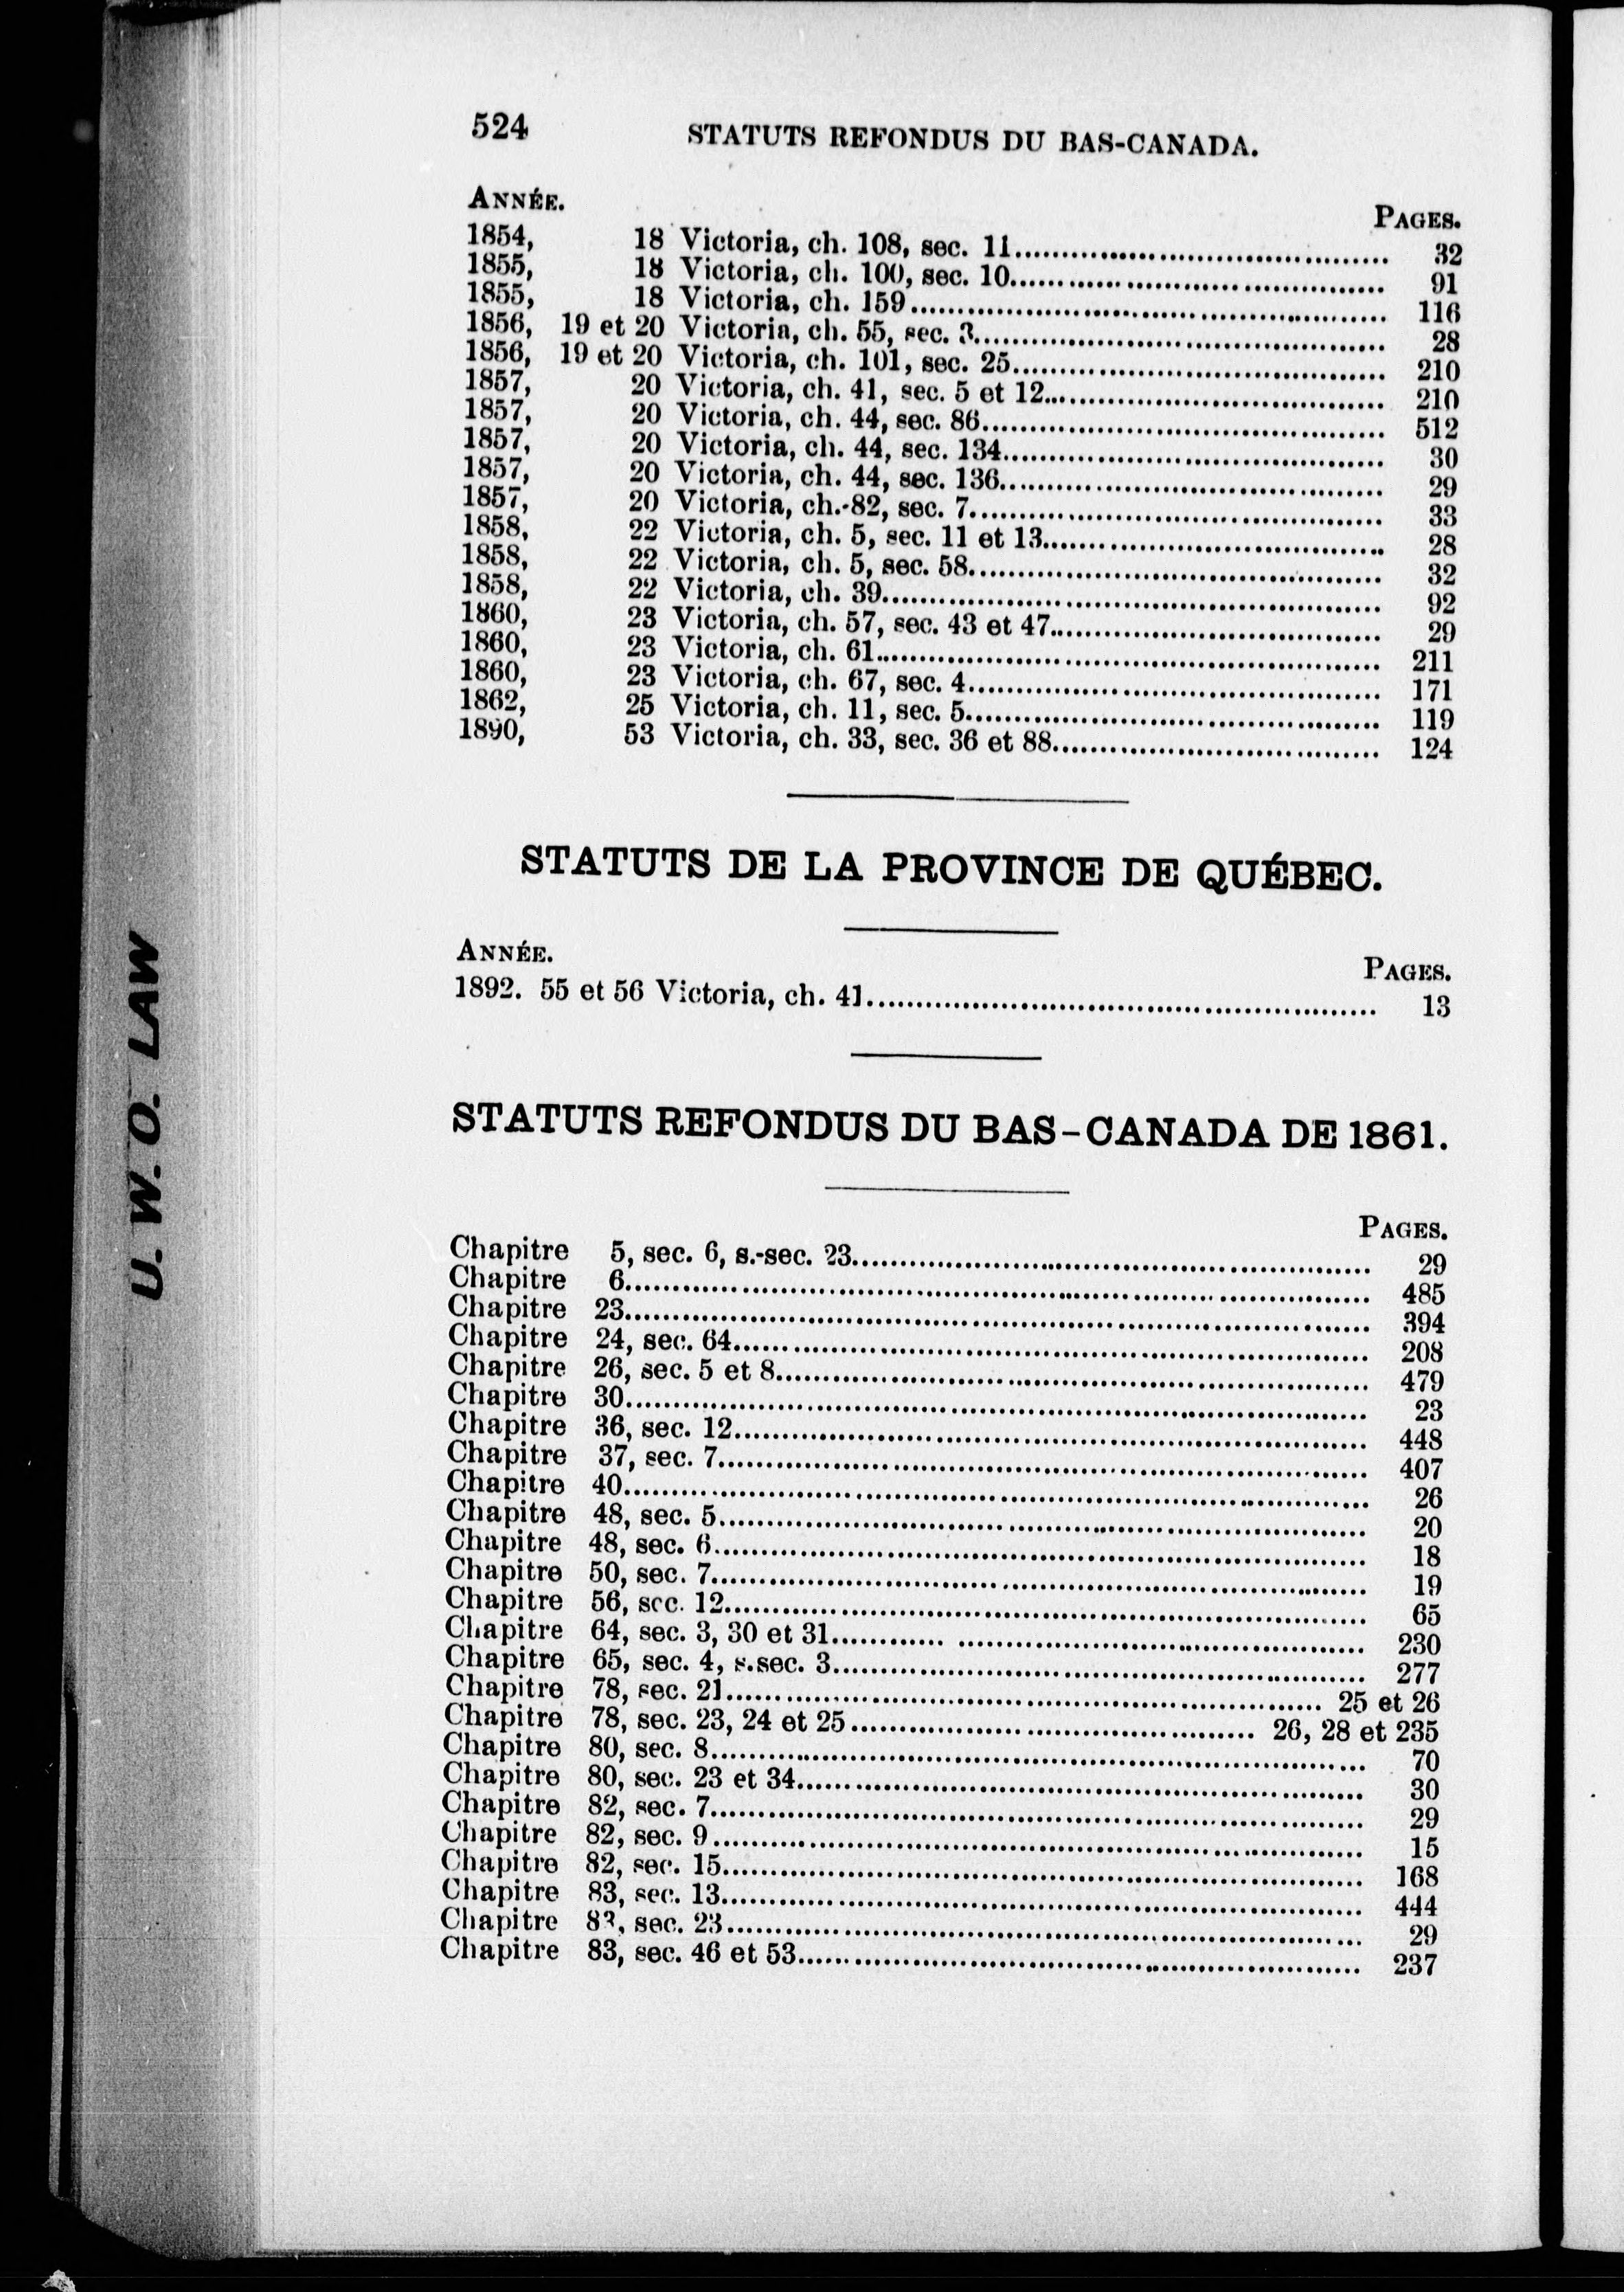 524 STATUTS REFONDUS DU BAS-CANADA.
ANNÉE. PAGES.
1854, 18 Victoria, ch. 108, sec. 11........ 32
1855, 18 Victoria, ch. 100, sec. 10........ 91
1855, 18 Victoria, ch. 159........ 116
1856, 19 et 20 Victoria, ch. 55, sec. 3........ 28
1856, 19 et 20 Victoria, ch. 101, sec. 25........ 210
1857, 20 Victoria, ch. 41, sec. 5 et 12........ 210
1857, 20 Victoria, ch. 44, sec. 86........ 512
1857, 20 Victoria, ch. 44, sec. 134........ 30
1857, 20 Victoria, ch. 44, sec. 136........ 29
1857, 20 Victoria, ch. 82, sec. 7........ 33
1858, 22 Victoria, ch. 5, sec. 11 et 13........ 28
1858, 22 Victoria, ch. 5, sec. 58........ 32
1858, 22 Victoria, ch. 39........ 92
1860, 23 Victoria, ch. 57, sec. 43 et 47........ 29
1860, 23 Victoria, ch. 61........ 211
1860, 23 Victoria, ch. 67, sec. 4........ 171
1862, 25 Victoria, ch. 11, sec. 5........ 119
1890, 53 Victoria, ch. 33, sec. 36 et 88........ 124
STATUTS DE LA PROVINCE DE QUÉBEC.
ANNÉE. PAGES.
1892. 55 et 56 Victoria, ch. 41........ 13
STATUTS REFONDUS DU BAS-CANADA DE 1861.
PAGES.
Chapitre 5, sec. 6, s.-sec. 23........ 29
Chapitre 6........ 485
Chapitre 23........ 394
Chapitre 24, sec. 64........ 208
Chapitre 26, sec. 5 et 8........ 479
Chapitre 30........ 23
Chapitre 36, sec. 12........ 448
Chapitre 37, sec. 7........ 407
Chapitre 40........ 26
Chapitre 48, sec. 5........ 20
Chapitre 48, sec. 6........ 18
Chapitre 50, sec. 7........ 19
Chapitre 56, sec. 12........ 65
Chapitre 64, sec. 3, 30 et 31........ 230
Chapitre 65, sec. 4, s.sec. 3........ 277
Chapitre 78, sec. 21........ 25 et 26
Chapitre 78, sec. 23, 24 et 25........ 26, 28 et 235
Chapitre 80, sec. 8........ 70
Chapitre 80, sec. 23 et 34........ 30
Chapitre 82, sec. 7........ 29
Chapitre 82, sec. 9........ 15
Chapitre 82, sec. 15........ 168
Chapitre 83, sec. 13........ 444
Chapitre 83, sec. 23........ 29
Chapitre 83, sec. 46 et 53........ 237
U. W. O. LAW